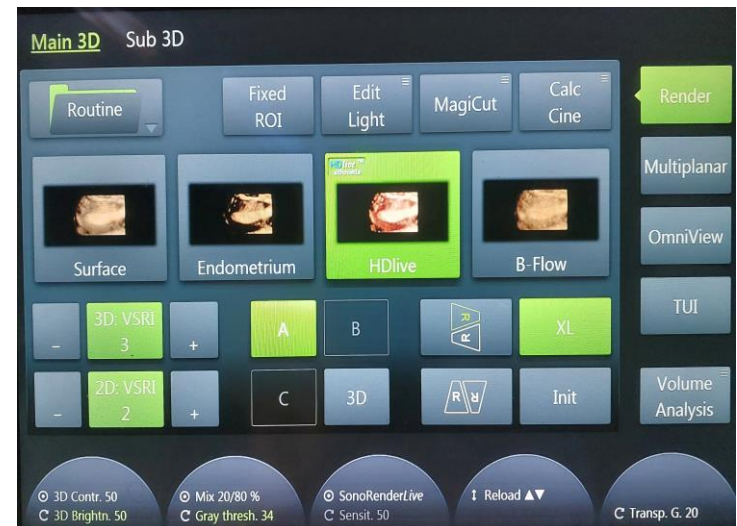 Main 3D Sub 3D
Routine
Fixed
ROI
Edit
Light
MagiCut
Calc
Cine
Render
Multiplanar
OmniView
TUI
Volume
Analysis
Surface
Endometrium
HDlive
B-Flow
3D: VSRI
3
- +
A
B
R
R
XL
2D: VSRI
2
- +
C
3D
R R
Init
3D Contr. 50
3D Brightn. 50
Mix 20/80 %
Gray thresh. 34
SonoRenderLive
Sensit. 50
Reload ▲▼
Transp. G. 20